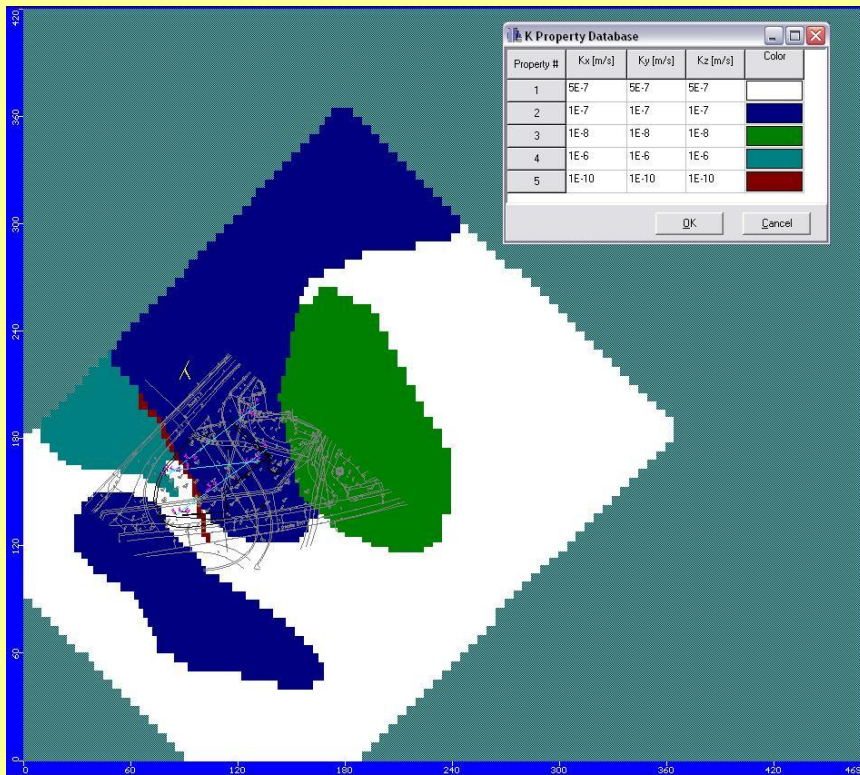 K Property Database
Property # Kx [m/s] Ky [m/s] Kz [m/s] Color
1 5E-7 5E-7 5E-7
2 1E-7 1E-7 1E-7
3 1E-8 1E-8 1E-8
4 1E-6 1E-6 1E-6
5 1E-10 1E-10 1E-10
OK Cancel
420
360
300
240
180
120
60
0
0 60 120 180 240 300 360 420 469